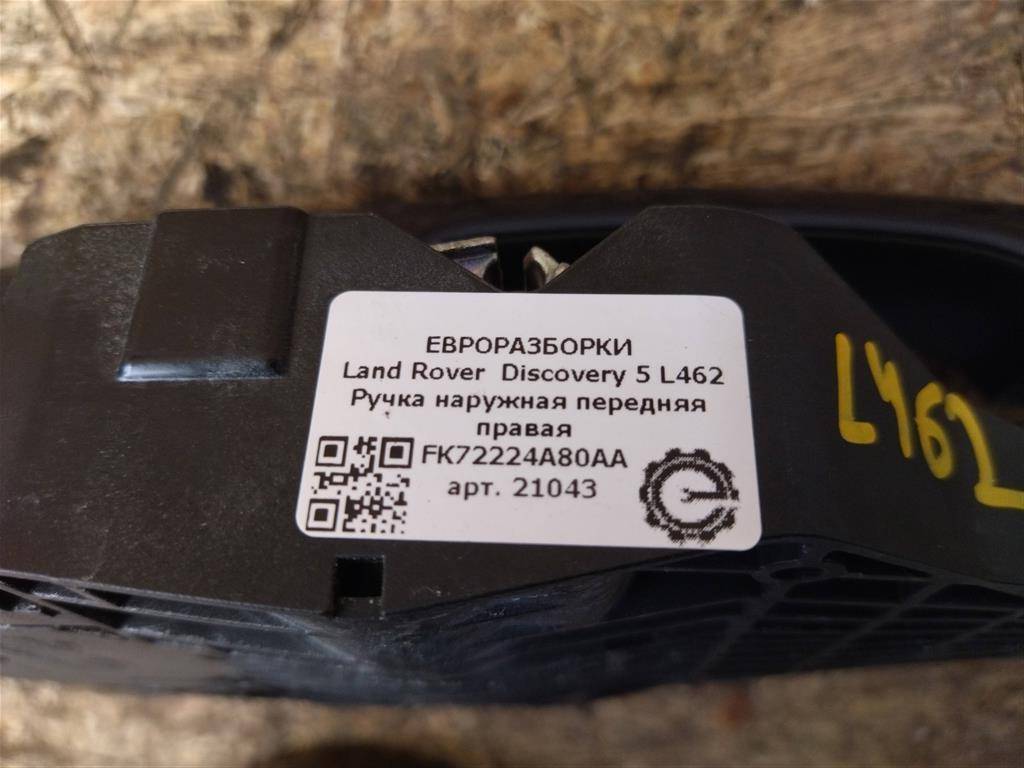 ЕВРОРАЗБОРКИ
Land Rover Discovery 5 L462
Ручка наружная передняя
правая
FK72224A80AA
арт. 21043
L462